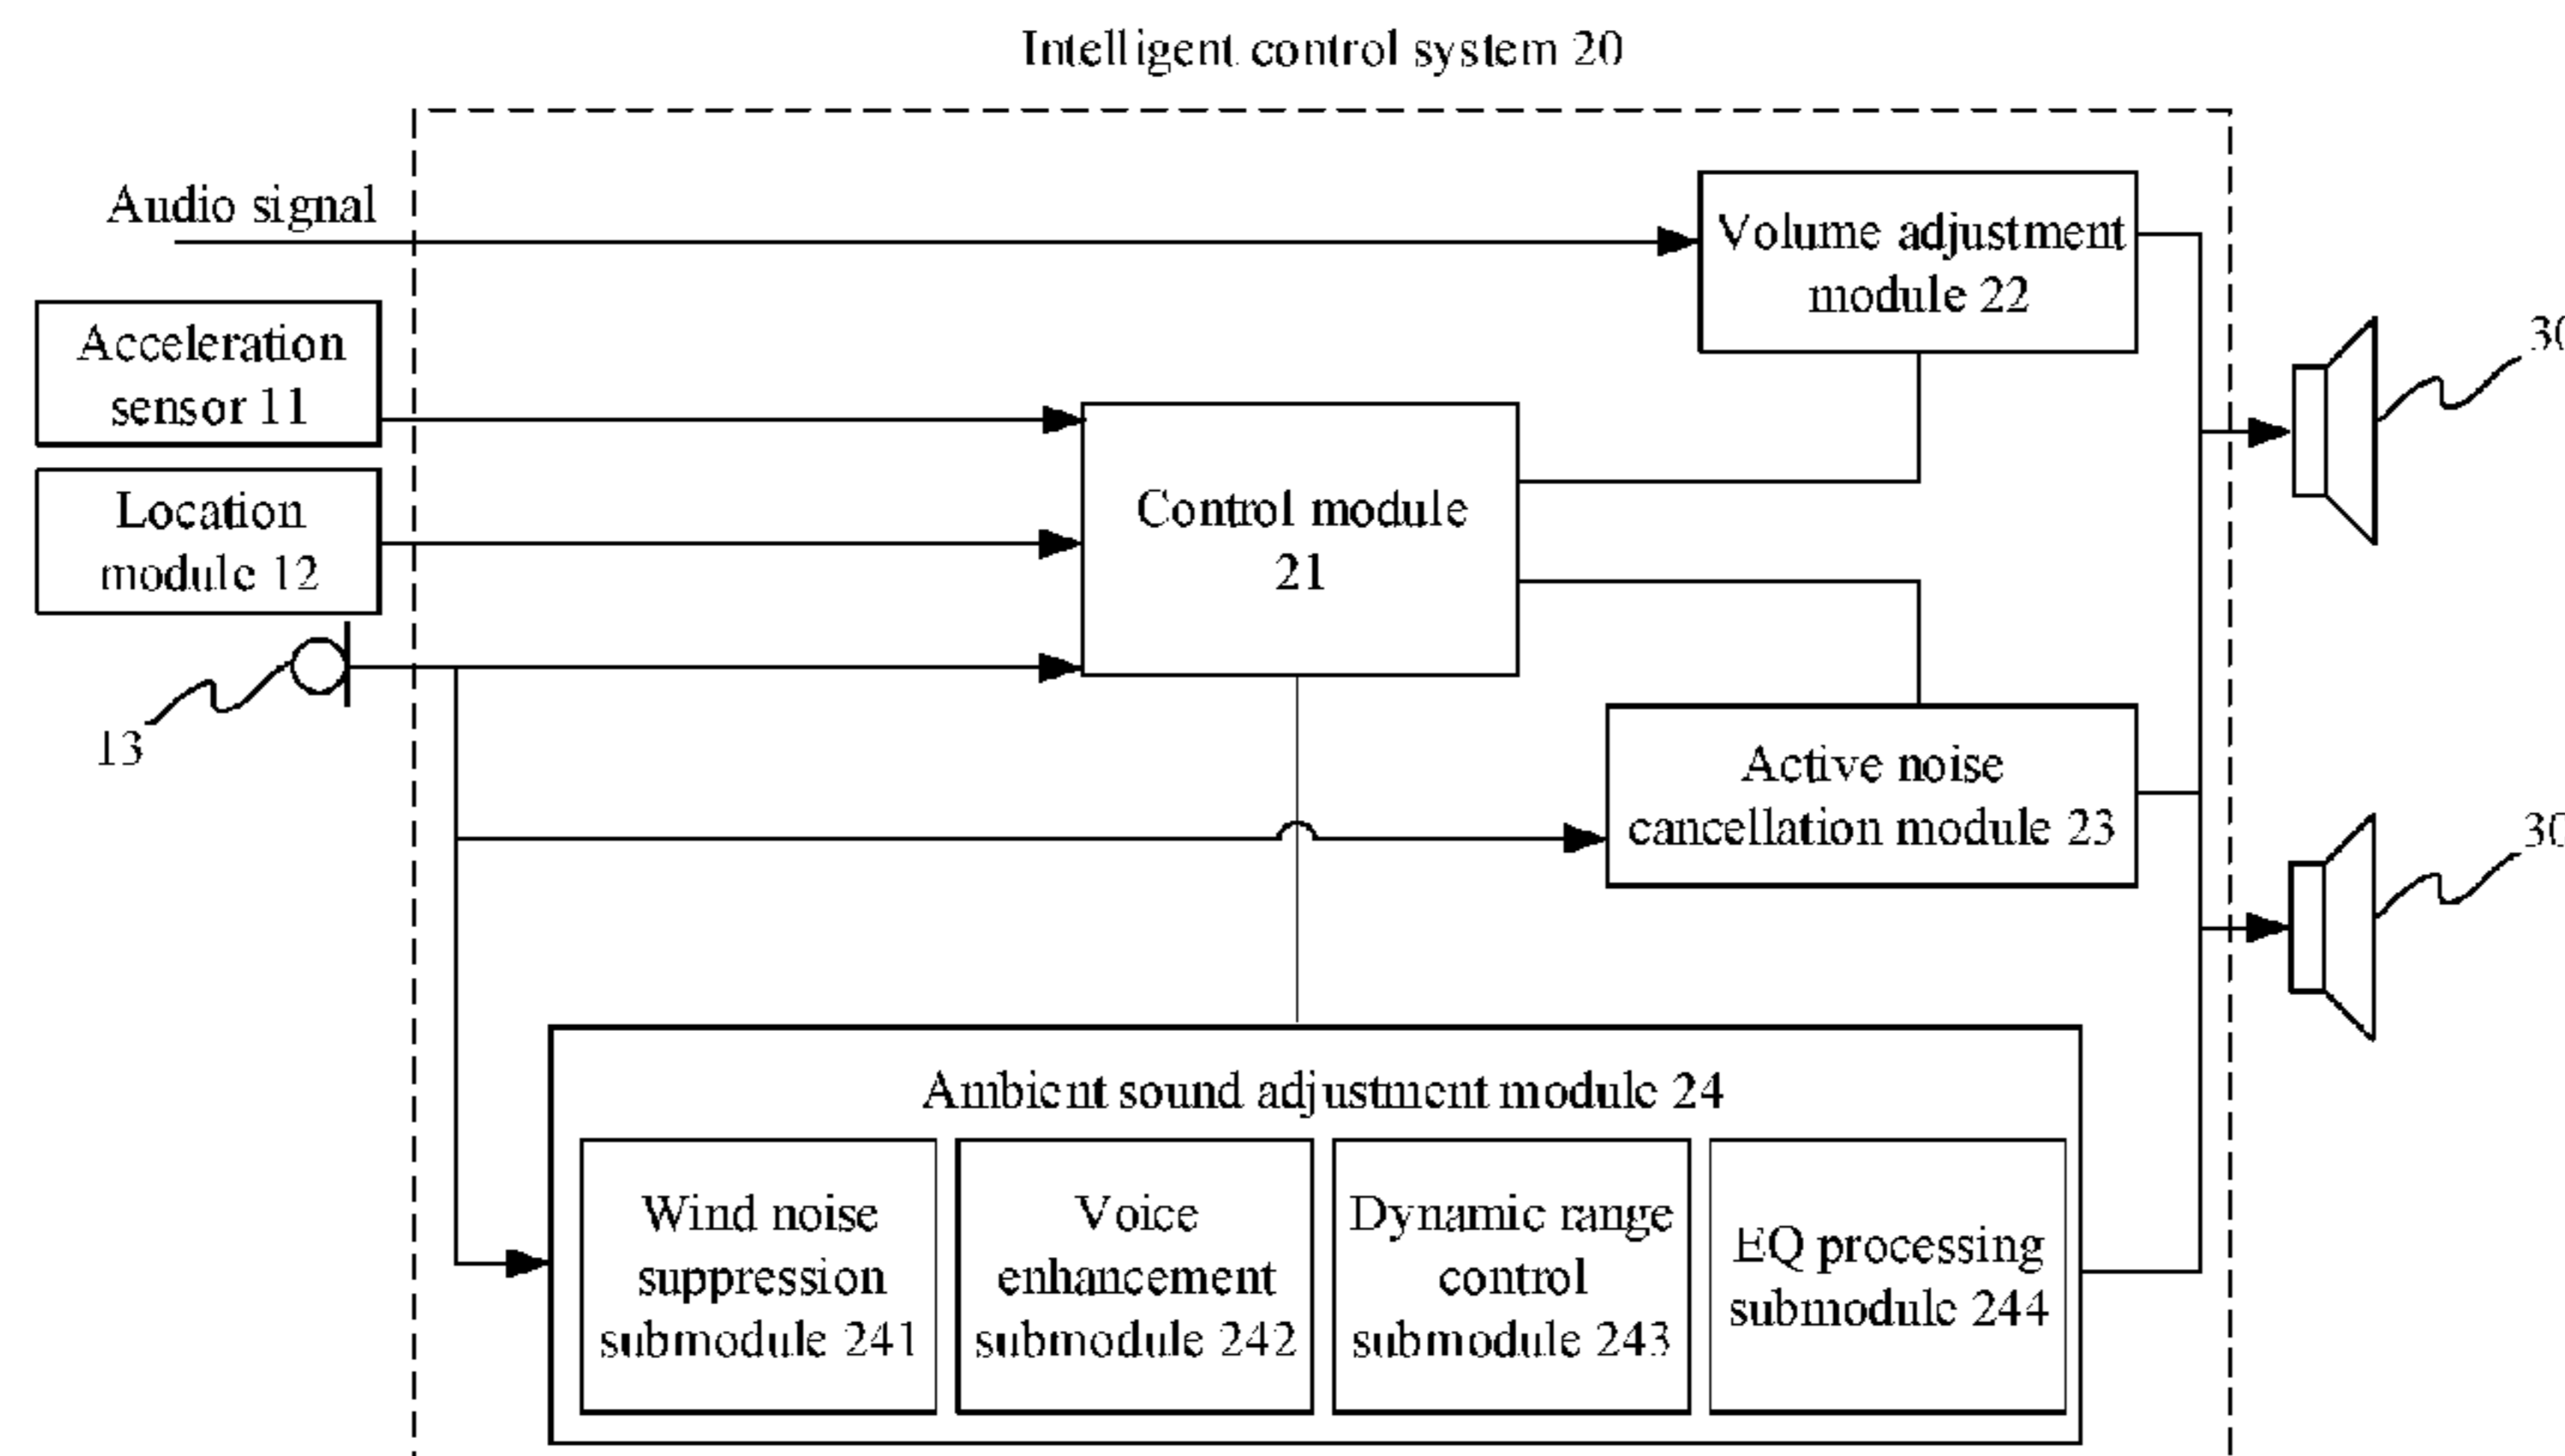 Intelligent control system 20
Audio signal
Volume adjustment
module 22
Acceleration
sensor 11
30
Location
module 12
Control module
21
13
Active noise
cancellation module 23
30
Ambient sound adjustment module 24
Wind noise
suppression
submodule 241
Voice
enhancement
submodule 242
Dynamic range
control
submodule 243
EQ processing
submodule 244